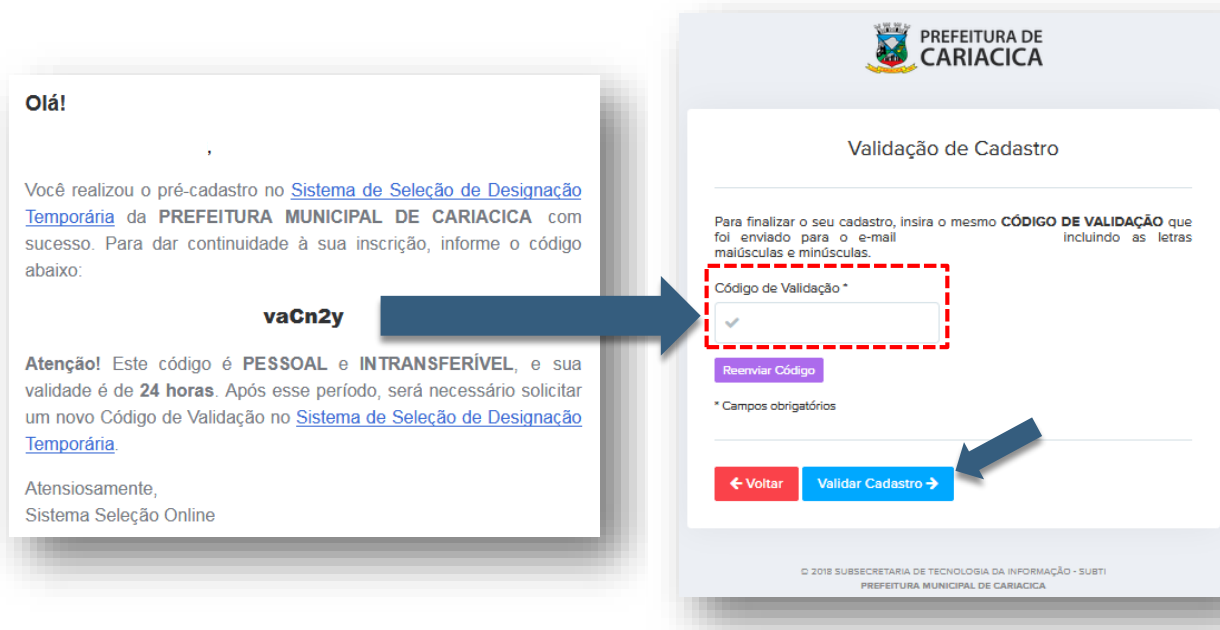 Olá!
,
Você realizou o pré-cadastro no Sistema de Seleção de Designação
Temporária da PREFEITURA MUNICIPAL DE CARIACICA com
sucesso. Para dar continuidade à sua inscrição, informe o código
abaixo:
vaCn2y
Atenção! Este código é PESSOAL e INTRANSFERÍVEL, e sua
validade é de 24 horas. Após esse período, será necessário solicitar
um novo Código de Validação no Sistema de Seleção de Designação
Temporária.
Atensiosamente,
Sistema Seleção Online
PREFEITURA DE
CARIACICA
Validação de Cadastro
Para finalizar o seu cadastro, insira o mesmo CÓDIGO DE VALIDAÇÃO que
foi enviado para o e-mail incluindo as letras
maiúsculas e minúsculas.
Código de Validação *
Reenviar Código
* Campos obrigatórios
Voltar
Validar Cadastro
© 2018 SUBSECRETARIA DE TECNOLOGIA DA INFORMAÇÃO - SUBTI
PREFEITURA MUNICIPAL DE CARIACICA